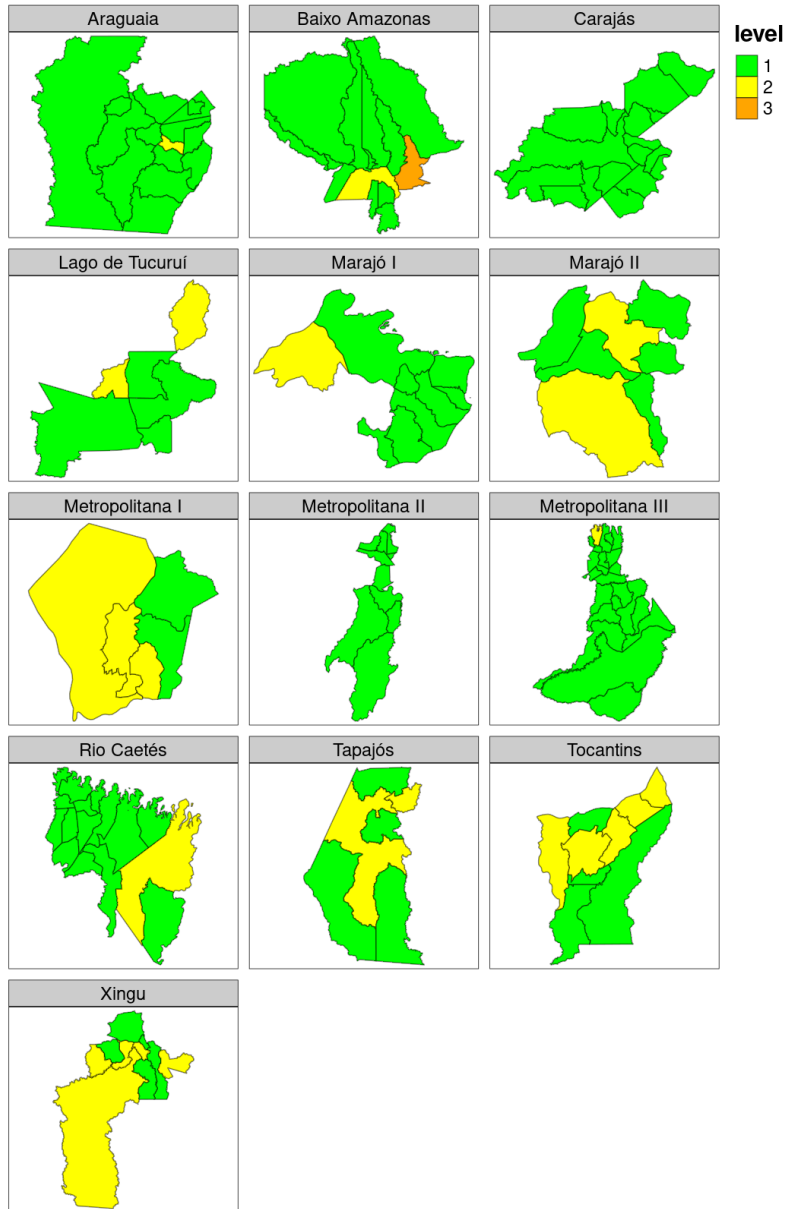 Araguaia
Baixo Amazonas
Carajás
level
1
2
3
Lago de Tucuruí
Marajó I
Marajó II
Metropolitana I
Metropolitana II
Metropolitana III
Rio Caetés
Tapajós
Tocantins
Xingu